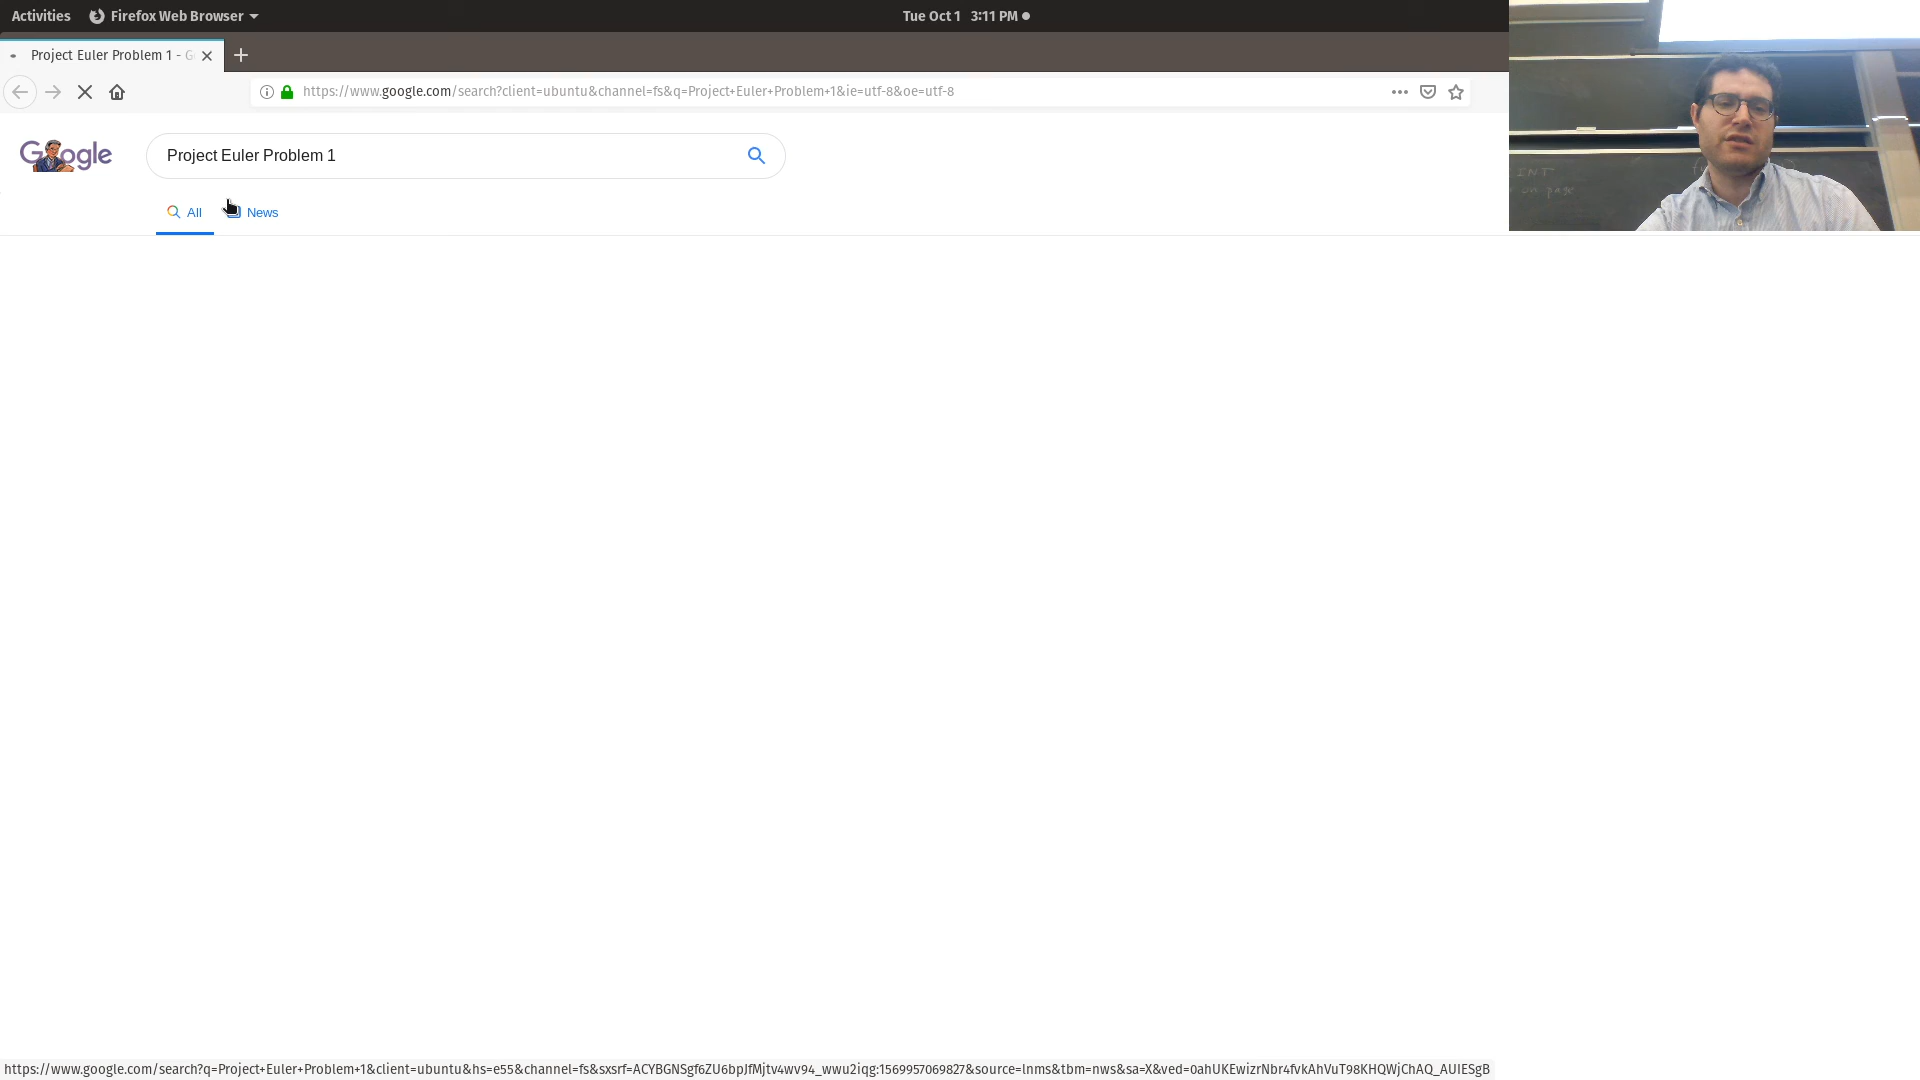 Activities Firefox Web Browser Tue Oct 1 3:11 PM
Project Euler Problem 1 - G
https://www.google.com/search?client=ubuntu&channel=fs&q=Project+Euler+Problem+1&ie=utf-8&oe=utf-8
Google Project Euler Problem 1
INT
on page
All News
https://www.google.com/search?q=Project+Euler+Problem+1&client=ubuntu&hs=e55&channel=fs&sxsrf=ACYBGNSgf6ZU6bpJfMjtv4wv94_wwu2iqg:1569957069827&source=lnms&tbm=nws&sa=X&ved=0ahUKEwizrNbr4fvkAhVuT98KHQWjChAQ_AUIESgB